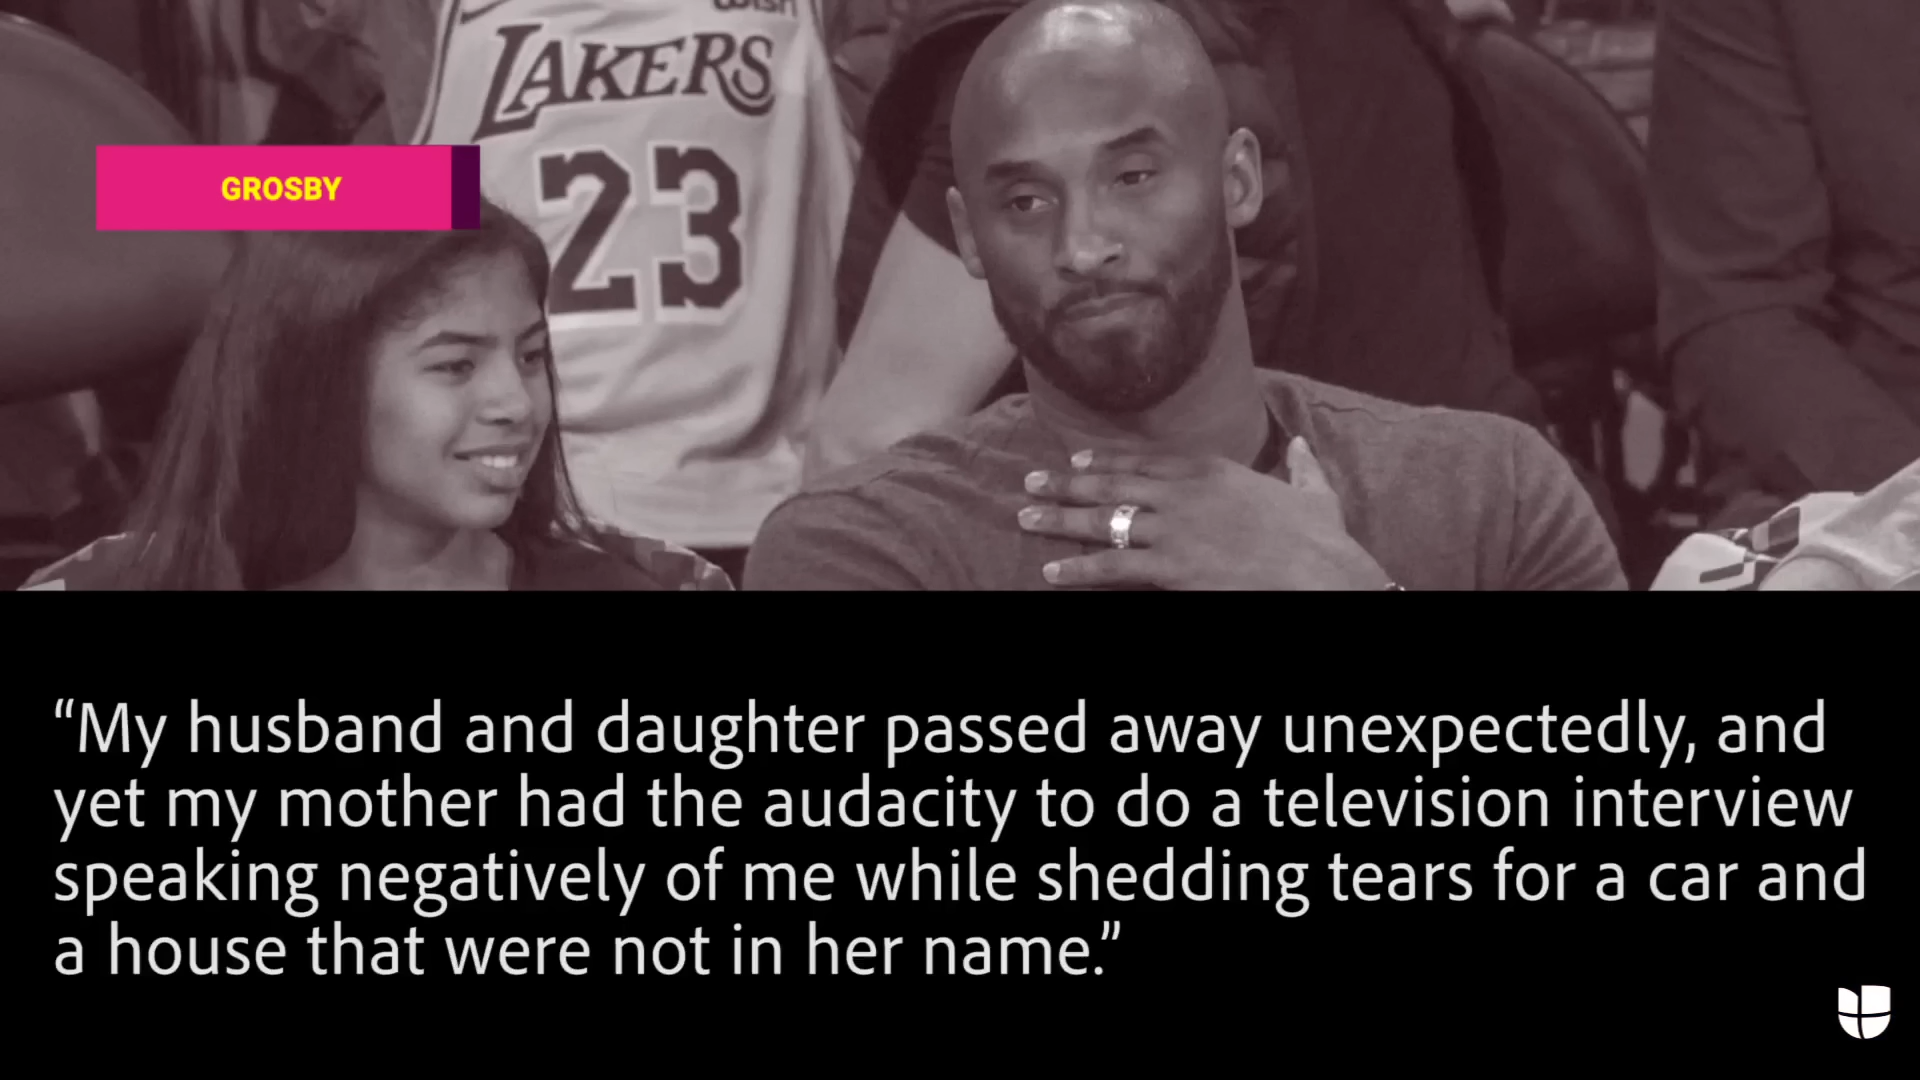 wish
LAKERS
23
GROSBY
“My husband and daughter passed away unexpectedly, and
yet my mother had the audacity to do a television interview
speaking negatively of me while shedding tears for a car and
a house that were not in her name.”